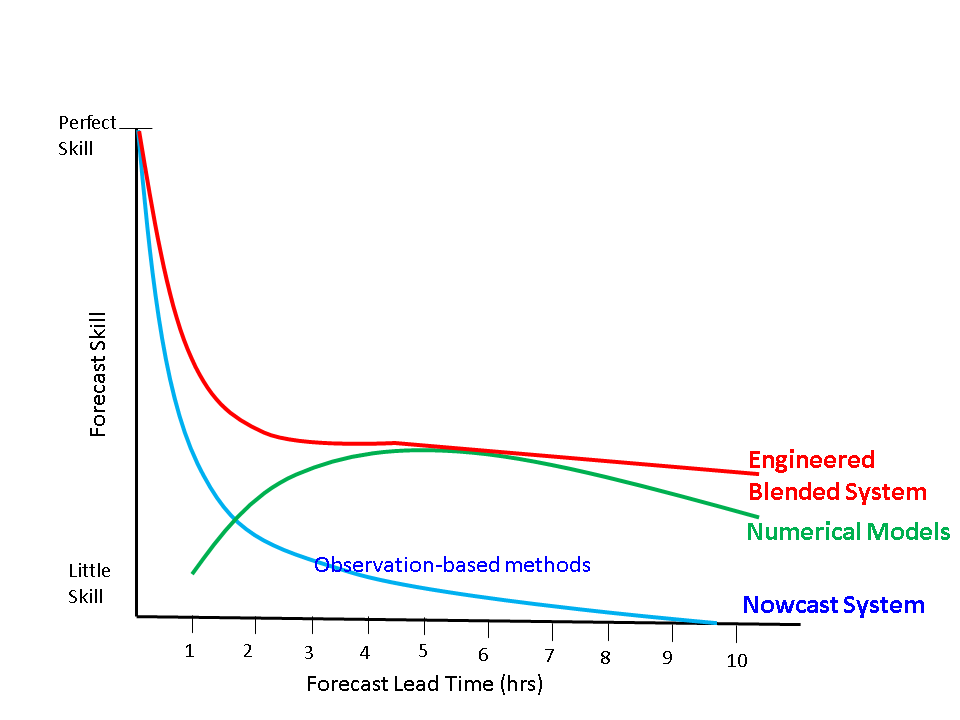 Perfect
Skill
Forecast Skill
Engineered
Blended System
Numerical Models
Observation-based methods
Little
Skill
Nowcast System
1 2 3 4 5 6 7 8 9 10
Forecast Lead Time (hrs)